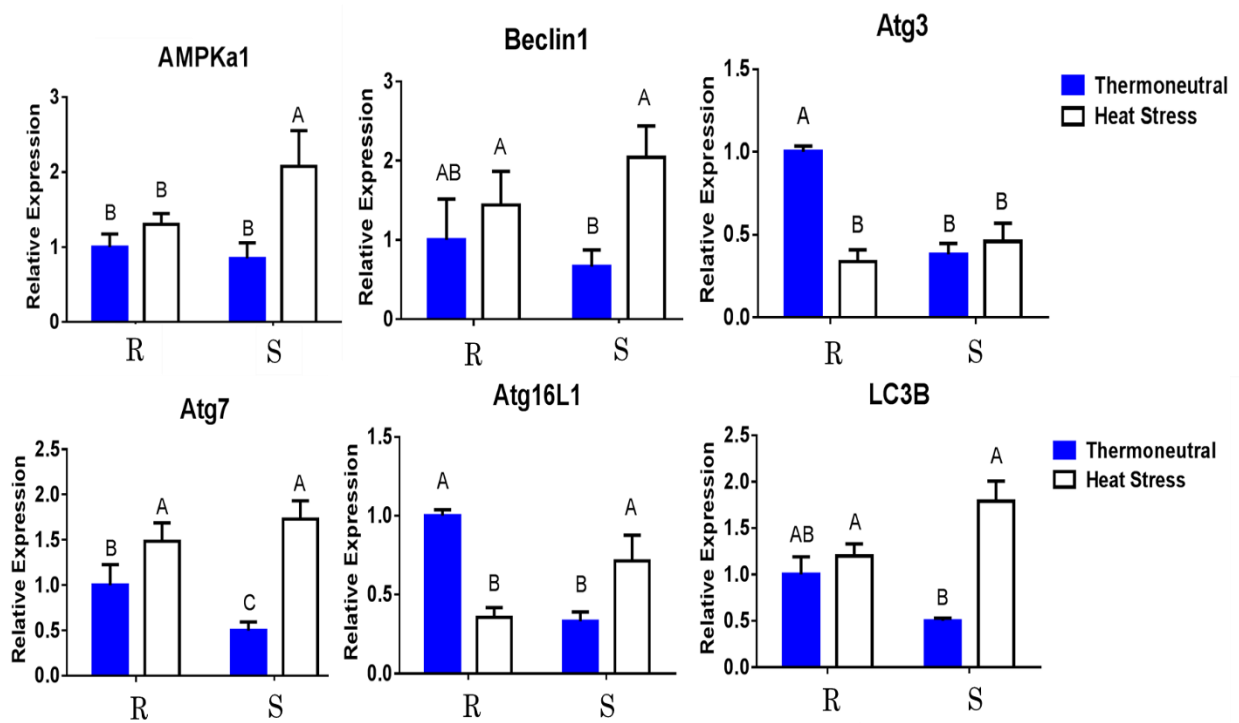 AMPKa1
Relative Expression
3
2
1
0
B
B
B
A
R
S
Beclin1
Relative Expression
3
2
1
0
AB
A
B
A
R
S
Atg3
Relative Expression
1.5
1.0
0.5
0.0
A
B
B
B
R
S
Thermoneutral
Heat Stress
Atg7
Relative Expression
2.5
2.0
1.5
1.0
0.5
0.0
B
A
C
A
R
S
Atg16L1
Relative Expression
1.5
1.0
0.5
0.0
A
B
B
A
R
S
LC3B
Relative Expression
2.5
2.0
1.5
1.0
0.5
0.0
AB
A
B
A
R
S
Thermoneutral
Heat Stress